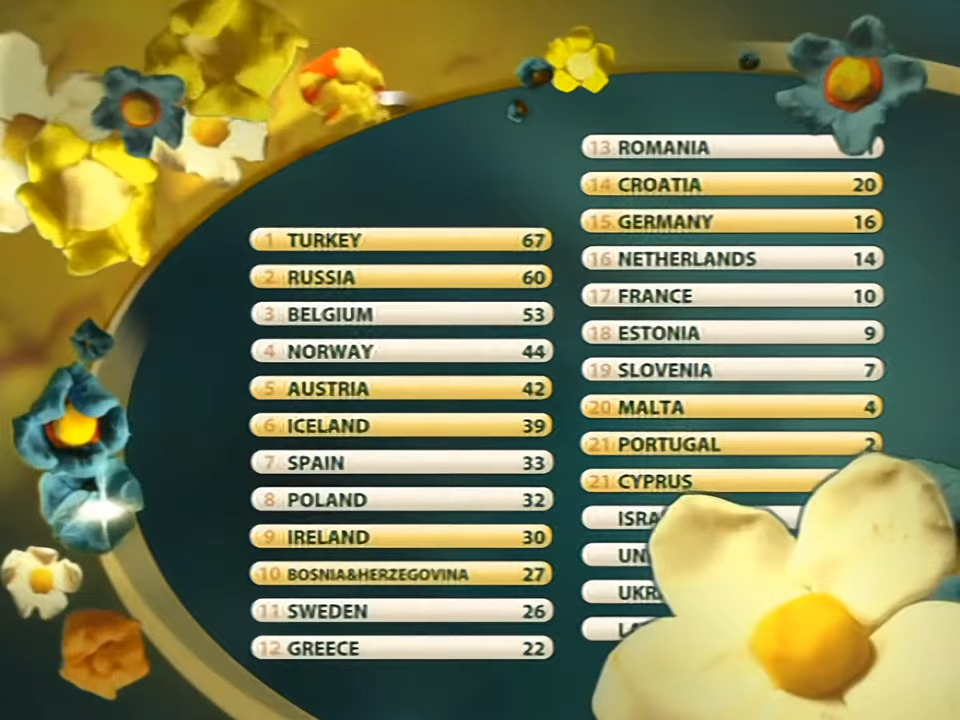 1 TURKEY 67
2 RUSSIA 60
3 BELGIUM 53
4 NORWAY 44
5 AUSTRIA 42
6 ICELAND 39
7 SPAIN 33
8 POLAND 32
9 IRELAND 30
10 BOSNIA&HERZEGOVINA 27
11 SWEDEN 26
12 GREECE 22
13 ROMANIA
14 CROATIA 20
15 GERMANY 16
16 NETHERLANDS 14
17 FRANCE 10
18 ESTONIA 9
19 SLOVENIA 7
20 MALTA 4
21 PORTUGAL 2
21 CYPRUS